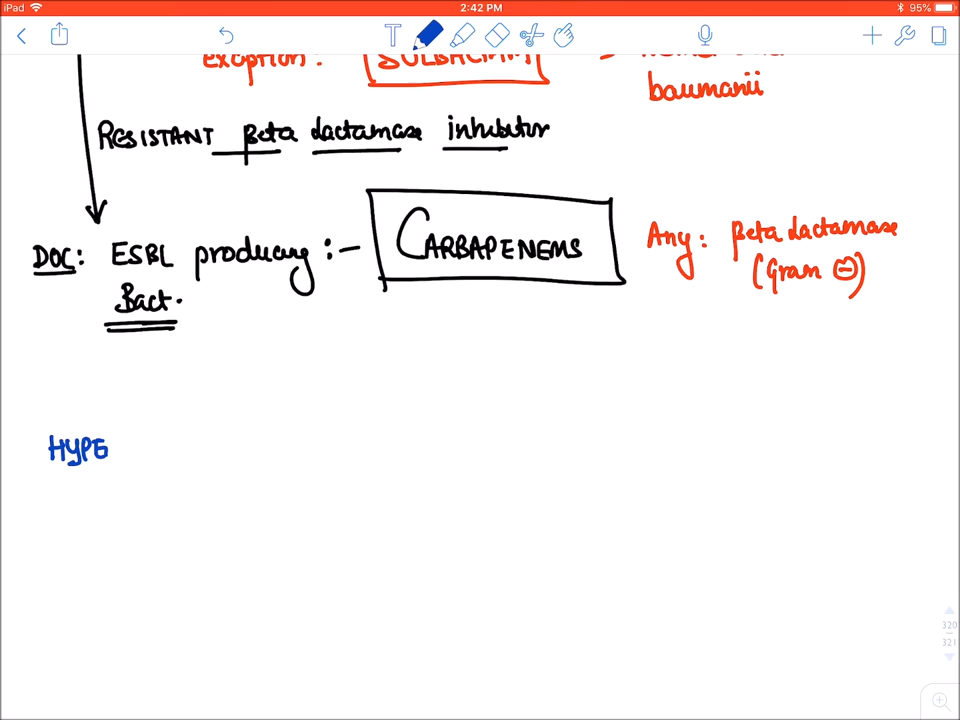 iPad 2:42 PM 95%
T
exception: SULBACTAM
baumanii
RESISTANT Beta lactamase inhibitor
DOC: ESBL producing :- CARBAPENEMS Any: Beta lactamase
Bact. (Gram ⊖)
HYPE
320
321